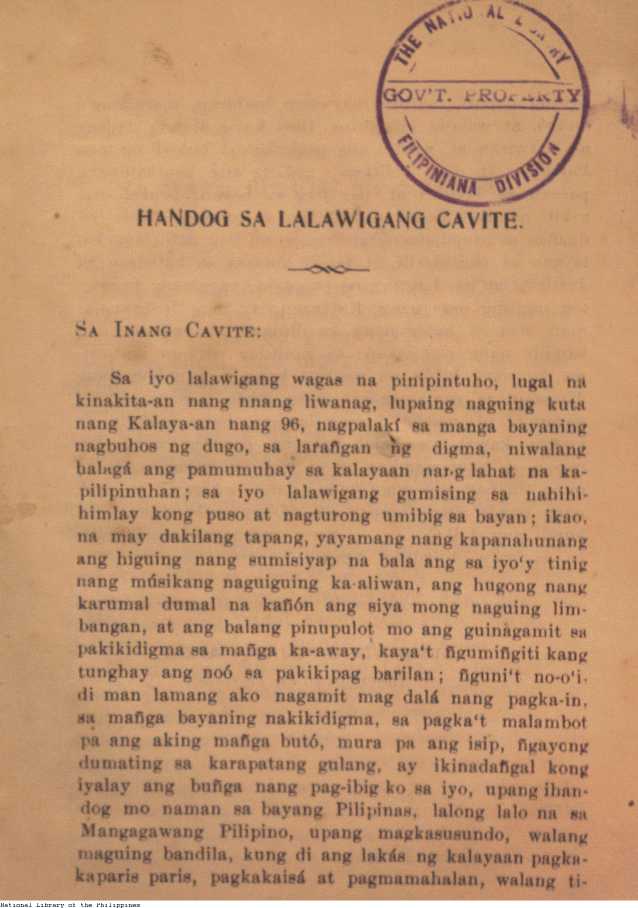 THE NATIONAL LIBRARY
GOV'T. PROPERTY
FILIPINIANA DIVISION
HANDOG SA LALAWIGANG CAVITE.
SA INANG CAVITE:
Sa iyo lalawigang wagas na pinipintuho, lugal na
kinakita-an nang nnang liwanag, lupaing naguing kuta
nang Kalaya-an nang 96, nagpalakí sa manga bayaning
nagbuhos ng dugo, sa larañgan ng digma, niwalang
balagá ang pamumuhay sa kalayaan nang lahat na ka-
pilipinuhan; sa iyo lalawigang gumising sa nahihi-
himlay kong puso at nagturong umibig sa bayan; ikao,
na may dakilang tapang, yayamang nang kapanahunang
ang higuing nang sumisiyap na bala ang sa iyo'y tinig
nang músikang naguiguing ka-aliwan, ang hugong nang
karumal dumal na kañón ang siya mong naguing lim-
bangan, at ang balang pinupulot mo ang guinagamit sa
pakikidigma sa mañga ka-away, kaya't ñgumiñgiti kang
tunghay ang noó sa pakikipag barilan; ñguni't no-o'i,
di man lamang ako nagamit mag dalá nang pagka-in,
sa mañga bayaning nakikidigma, sa pagka't malambot
pa ang aking mañga butó, mura pa ang isip, ñgayong
dumating sa karapatang gulang, ay ikinadañgal kong
iyalay ang buñga nang pag-ibig ko sa iyo, upang ihan-
dog mo naman sa bayang Pilipinas, lalong lalo na sa
Mangagawang Pilipino, upang magkasusundo, walang
maguing bandila, kung di ang lakás ng kalayaan pagka-
kaparis paris, pagkakaisá at pagmamahalan, walang ti-
National Library of the Philippines